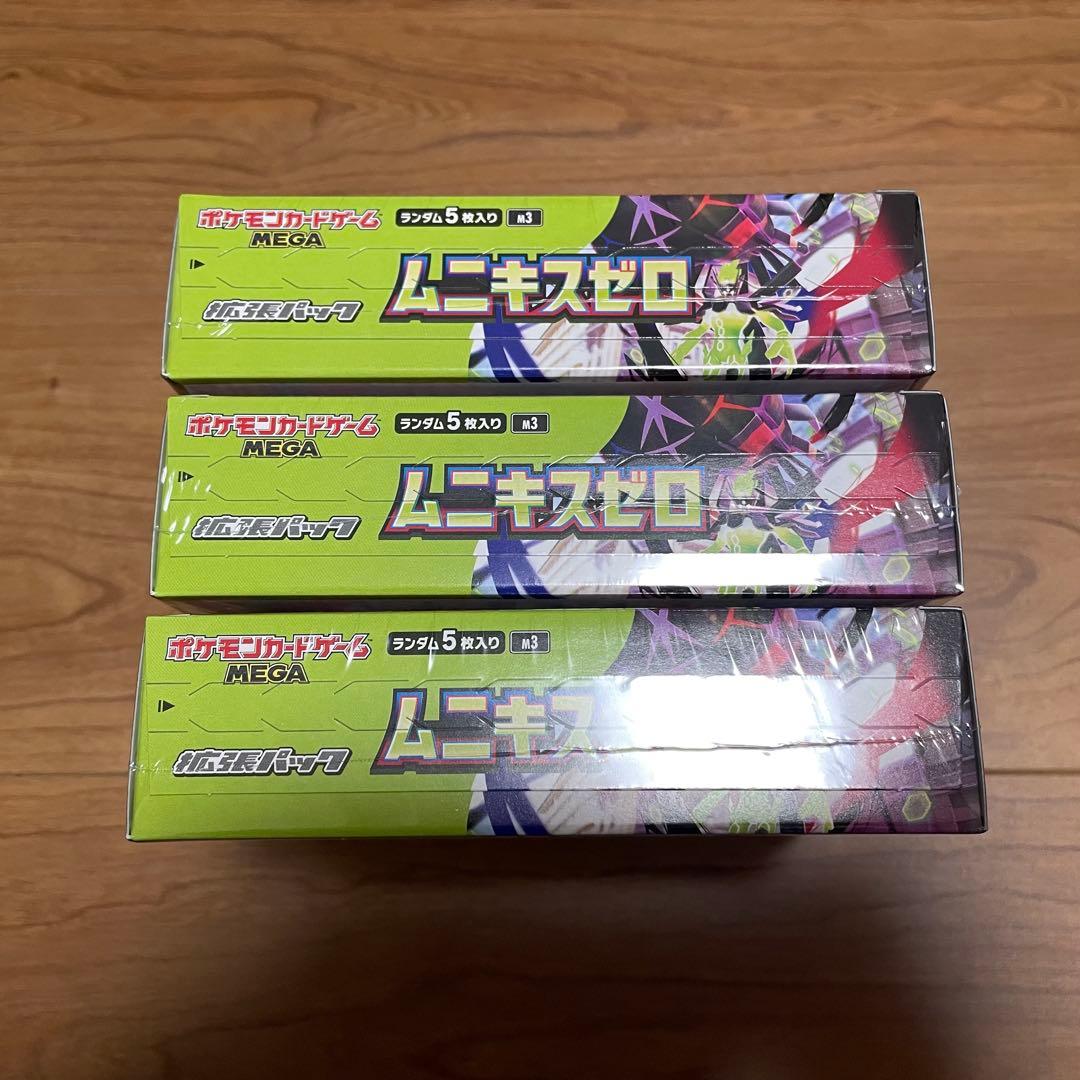 ポケモンカードゲーム
MEGA
ランダム5枚入り M3
ムニキスゼロ
拡張パック
ポケモンカードゲーム
MEGA
ランダム5枚入り M3
ムニキスゼロ
拡張パック
ポケモンカードゲーム
MEGA
ランダム5枚入り M3
ムニキス
拡張パック